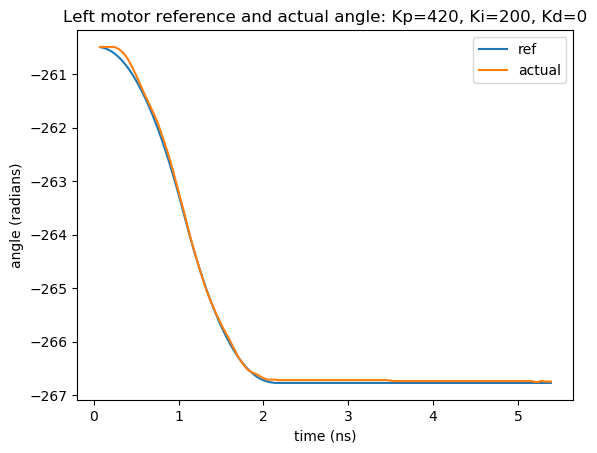 Left motor reference and actual angle: Kp=420, Ki=200, Kd=0
ref
actual
−261
−262
−263
−264
−265
−266
−267
angle (radians)
0 1 2 3 4 5
time (ns)